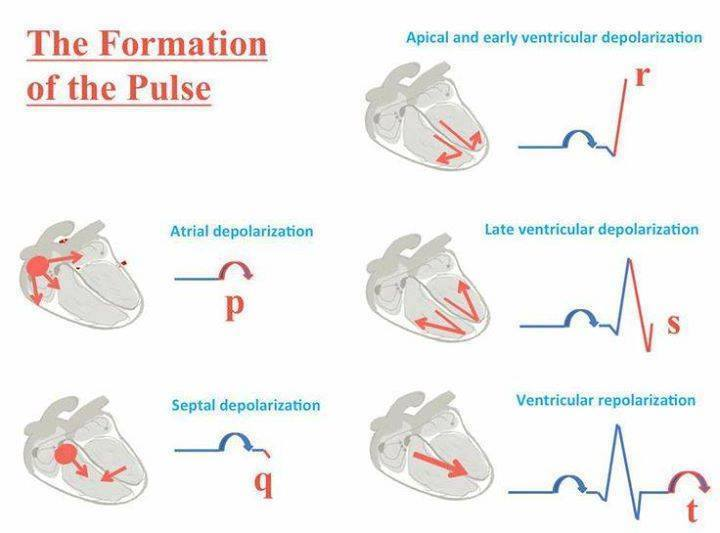 The Formation
of the Pulse
Atrial depolarization
p
Septal depolarization
q
Apical and early ventricular depolarization
r
Late ventricular depolarization
s
Ventricular repolarization
t